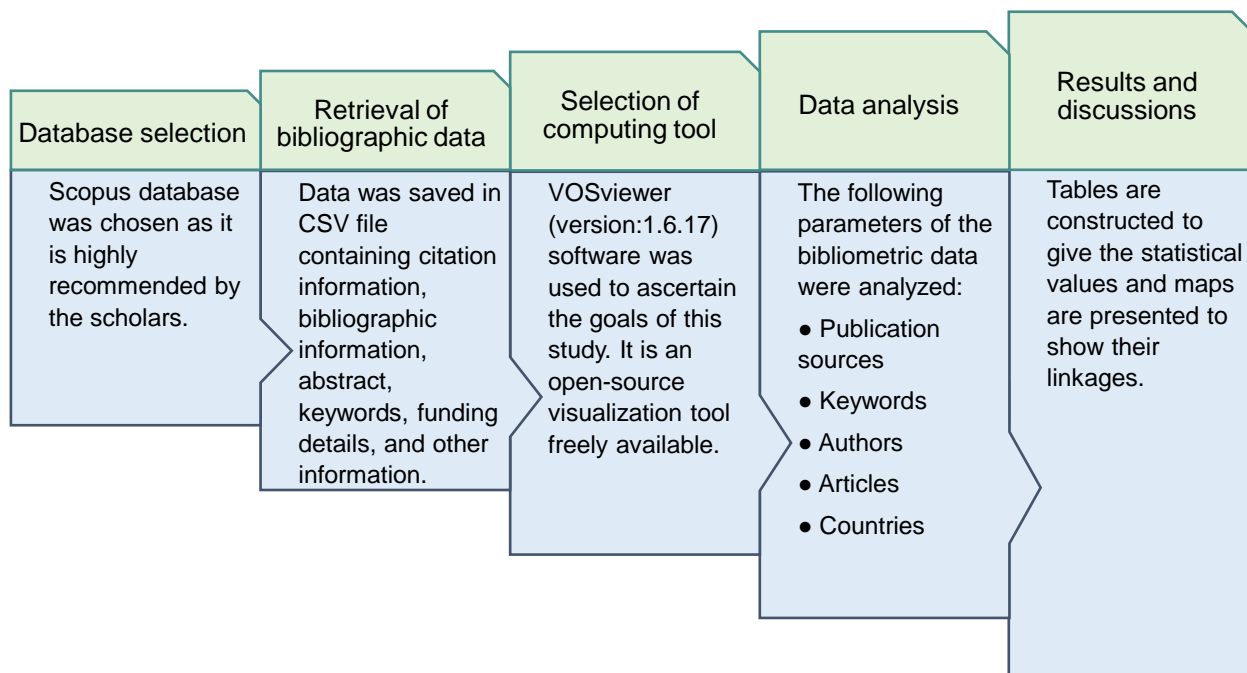 Database selection
Scopus database
was chosen as it
is highly
recommended by
the scholars.
Retrieval of
bibliographic data
Data was saved in
CSV file
containing citation
information,
bibliographic
information,
abstract,
keywords, funding
details, and other
information.
Selection of
computing tool
VOSviewer
(version:1.6.17)
software was
used to ascertain
the goals of this
study. It is an
open-source
visualization tool
freely available.
Data analysis
The following
parameters of the
bibliometric data
were analyzed:
● Publication
sources
● Keywords
● Authors
● Articles
● Countries
Results and
discussions
Tables are
constructed to
give the statistical
values and maps
are presented to
show their
linkages.